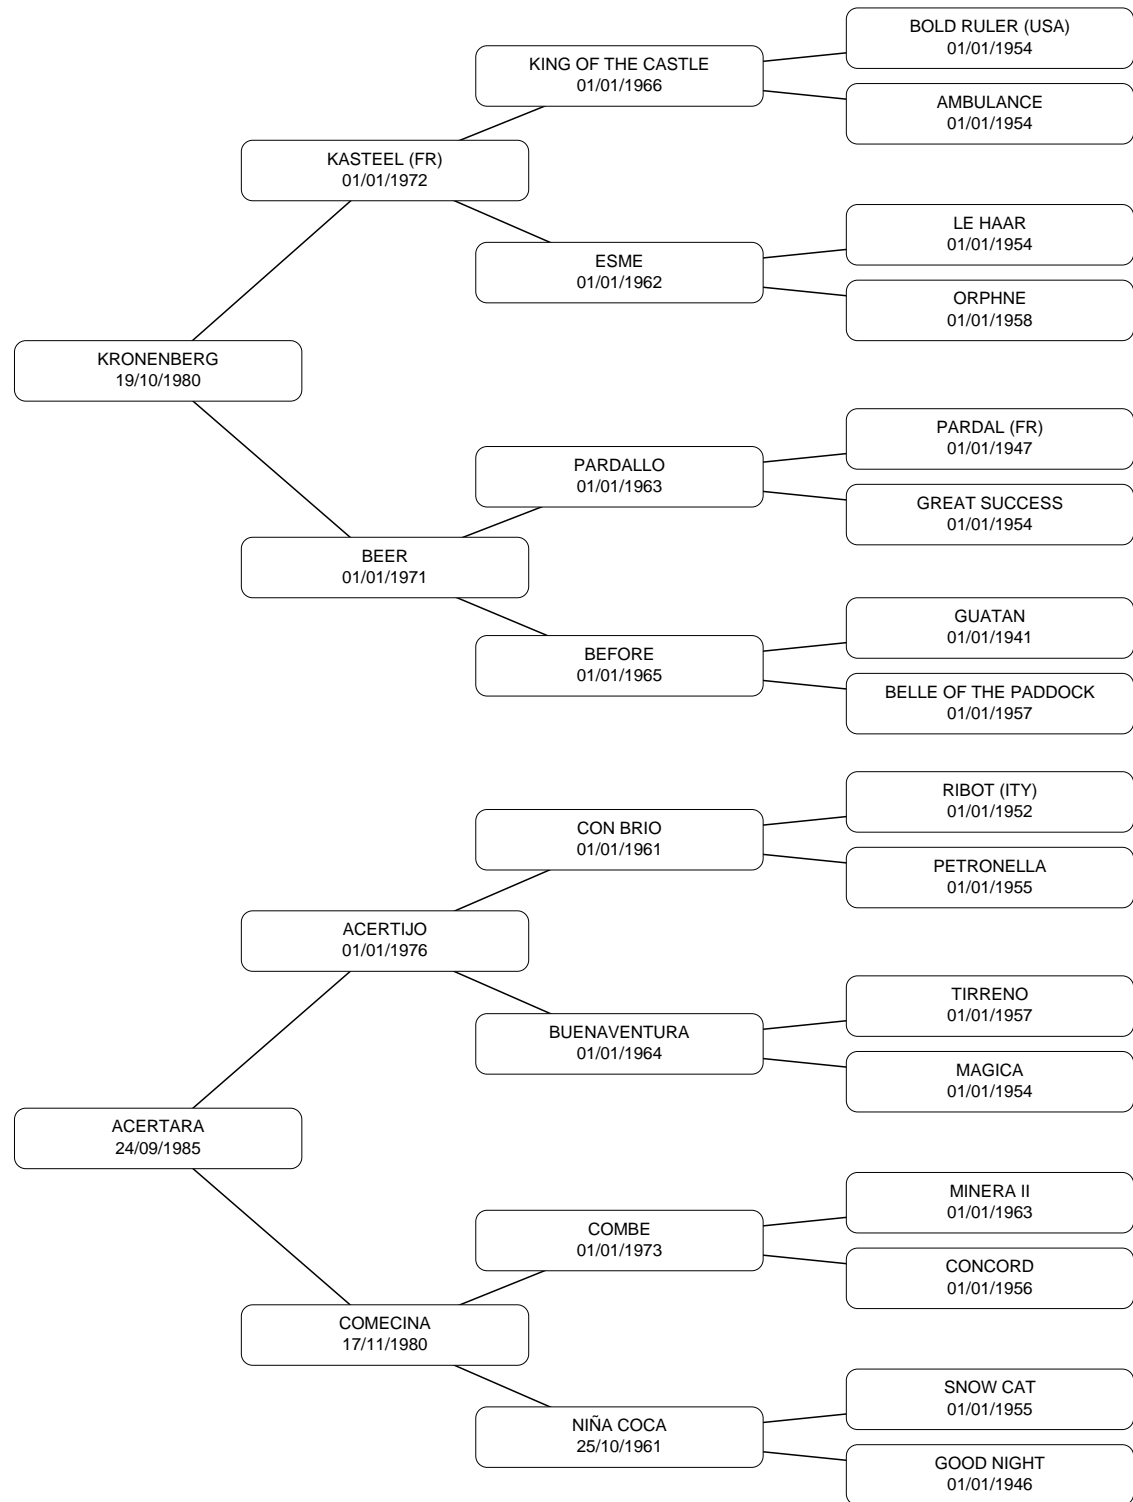 BOLD RULER (USA)
01/01/1954
KING OF THE CASTLE
01/01/1966
AMBULANCE
01/01/1954
KASTEEL (FR)
01/01/1972
LE HAAR
01/01/1954
ESME
01/01/1962
ORPHNE
01/01/1958
KRONENBERG
19/10/1980
PARDAL (FR)
01/01/1947
PARDALLO
01/01/1963
GREAT SUCCESS
01/01/1954
BEER
01/01/1971
GUATAN
01/01/1941
BEFORE
01/01/1965
BELLE OF THE PADDOCK
01/01/1957
RIBOT (ITY)
01/01/1952
CON BRIO
01/01/1961
PETRONELLA
01/01/1955
ACERTIJO
01/01/1976
TIRRENO
01/01/1957
BUENAVENTURA
01/01/1964
MAGICA
01/01/1954
ACERTARA
24/09/1985
MINERA II
01/01/1963
COMBE
01/01/1973
CONCORD
01/01/1956
COMECINA
17/11/1980
SNOW CAT
01/01/1955
NIÑA COCA
25/10/1961
GOOD NIGHT
01/01/1946